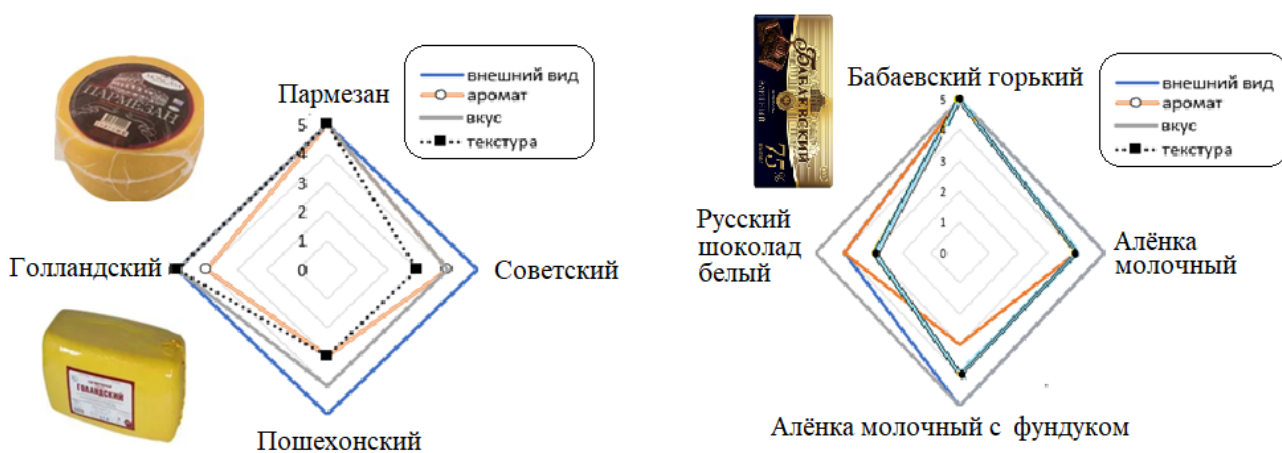 Пармезан
внешний вид
аромат
вкус
текстура
5
4
3
2
1
0
Голландский
Советский
Пошехонский
ПАРМЕЗАН
ГОЛАНДСКИЙ
Бабаевский горький
внешний вид
аромат
вкус
текстура
5
4
3
2
1
0
Русский
шоколад
белый
Алёнка
молочный
Алёнка молочный с фундуком
БАБАЕВСКИЙ
75%